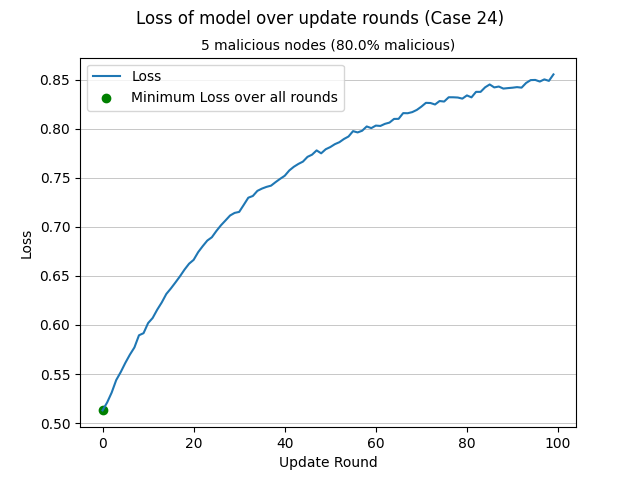 Loss of model over update rounds (Case 24)
5 malicious nodes (80.0% malicious)
Loss
Minimum Loss over all rounds
0.85
0.80
0.75
0.70
0.65
0.60
0.55
0.50
Loss
0 20 40 60 80 100
Update Round